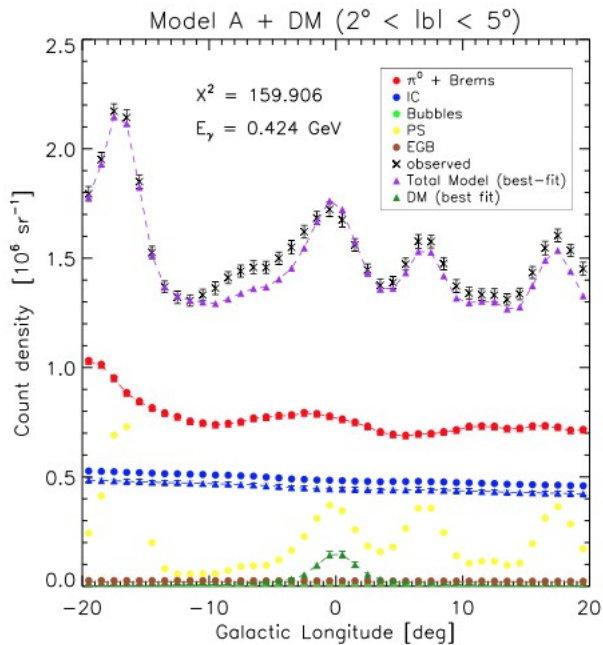 Model A + DM (2° < |b| < 5°)
X² = 159.906
Eγ = 0.424 GeV
π⁰ + Brems
IC
Bubbles
PS
EGB
observed
Total Model (best-fit)
DM (best fit)
Count density [10⁶ sr⁻¹]
2.5
2.0
1.5
1.0
0.5
0.0
-20 -10 0 10 20
Galactic Longitude [deg]